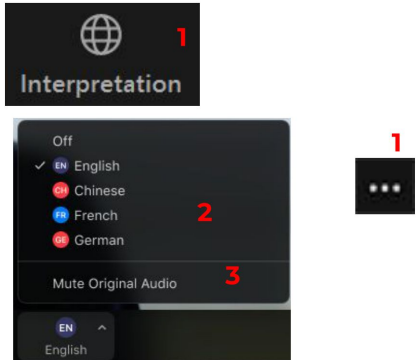 1
Interpretation
Off
✓ EN English
CH Chinese
FR French
GE German
2
Mute Original Audio
3
EN
English
1
...